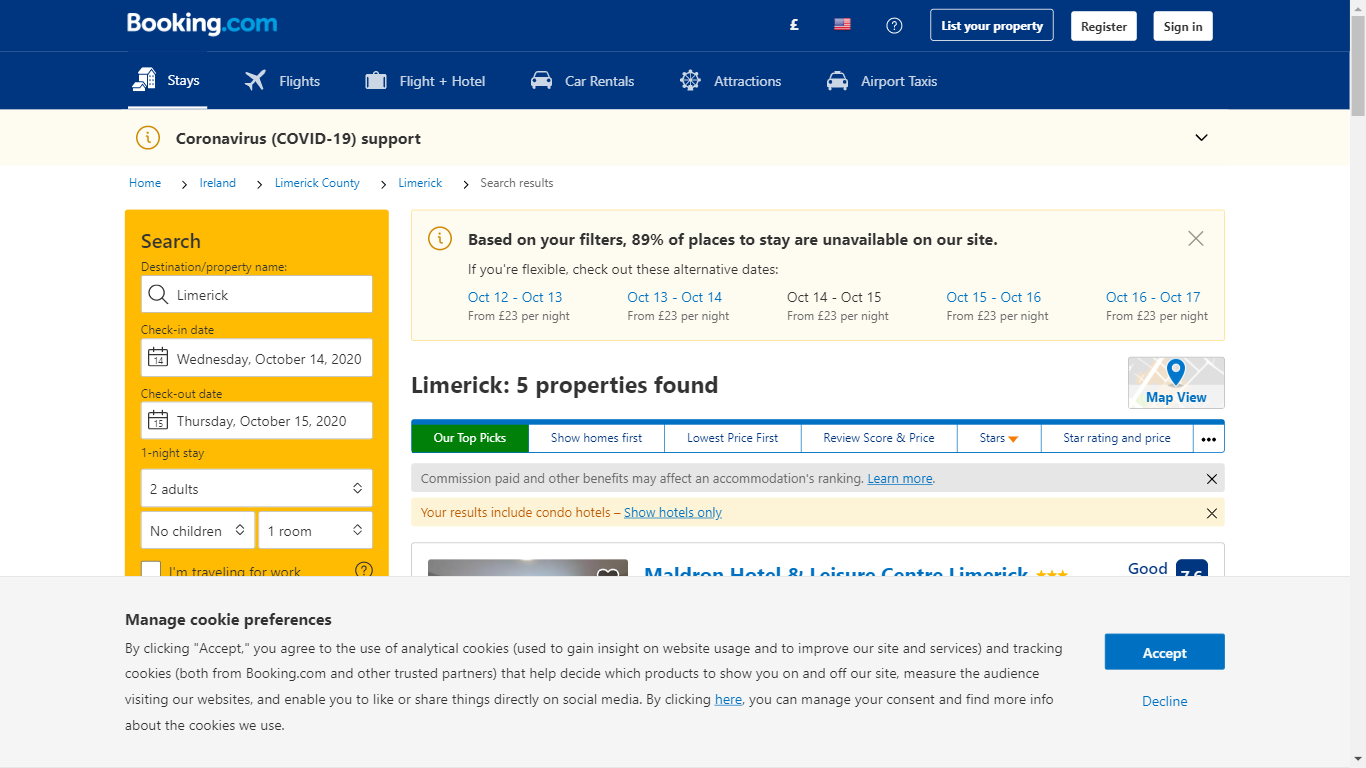 Booking.com
£
List your property
Register
Sign in
Stays
Flights
Flight + Hotel
Car Rentals
Attractions
Airport Taxis
Coronavirus (COVID-19) support
Home
Ireland
Limerick County
Limerick
Search results
Search
Destination/property name:
Limerick
Check-in date
14
Wednesday, October 14, 2020
Check-out date
15
Thursday, October 15, 2020
1-night stay
2 adults
No children
1 room
I'm traveling for work
Based on your filters, 89% of places to stay are unavailable on our site.
If you're flexible, check out these alternative dates:
Oct 12 - Oct 13
From £23 per night
Oct 13 - Oct 14
From £23 per night
Oct 14 - Oct 15
From £23 per night
Oct 15 - Oct 16
From £23 per night
Oct 16 - Oct 17
From £23 per night
Limerick: 5 properties found
Map View
Our Top Picks
Show homes first
Lowest Price First
Review Score & Price
Stars
Star rating and price
•••
Commission paid and other benefits may affect an accommodation's ranking. Learn more.
Your results include condo hotels – Show hotels only
Maldron Hotel & Leisure Centre Limerick
Good
7.6
Manage cookie preferences
By clicking "Accept," you agree to the use of analytical cookies (used to gain insight on website usage and to improve our site and services) and tracking
cookies (both from Booking.com and other trusted partners) that help decide which products to show you on and off our site, measure the audience
visiting our websites, and enable you to like or share things directly on social media. By clicking here, you can manage your consent and find more info
about the cookies we use.
Accept
Decline